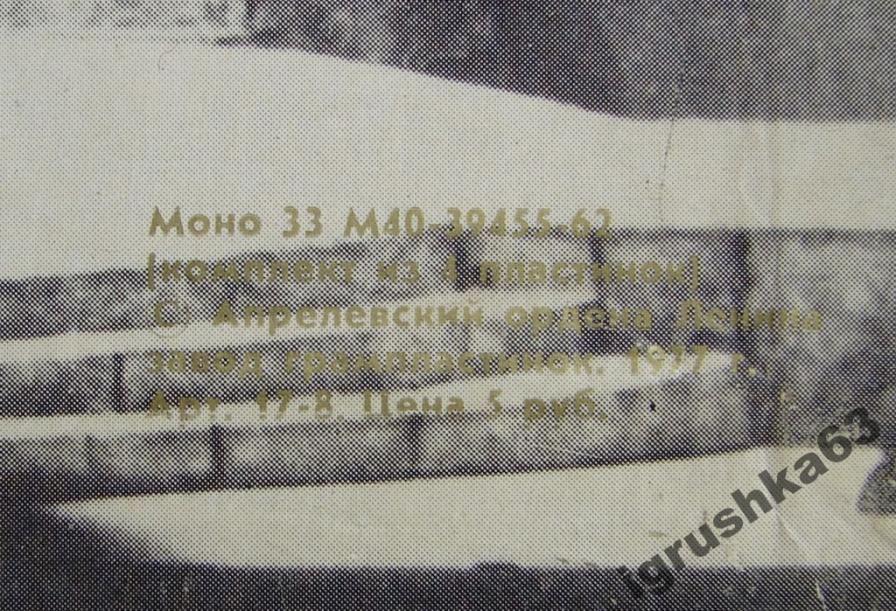 Моно 33 М40-39455-62
(комплект из 4 пластинок)
© Апрелевский ордена Ленина
завод грампластинок. 1977 г.
Арт. 17-8. Цена 5 руб.
igrushka63